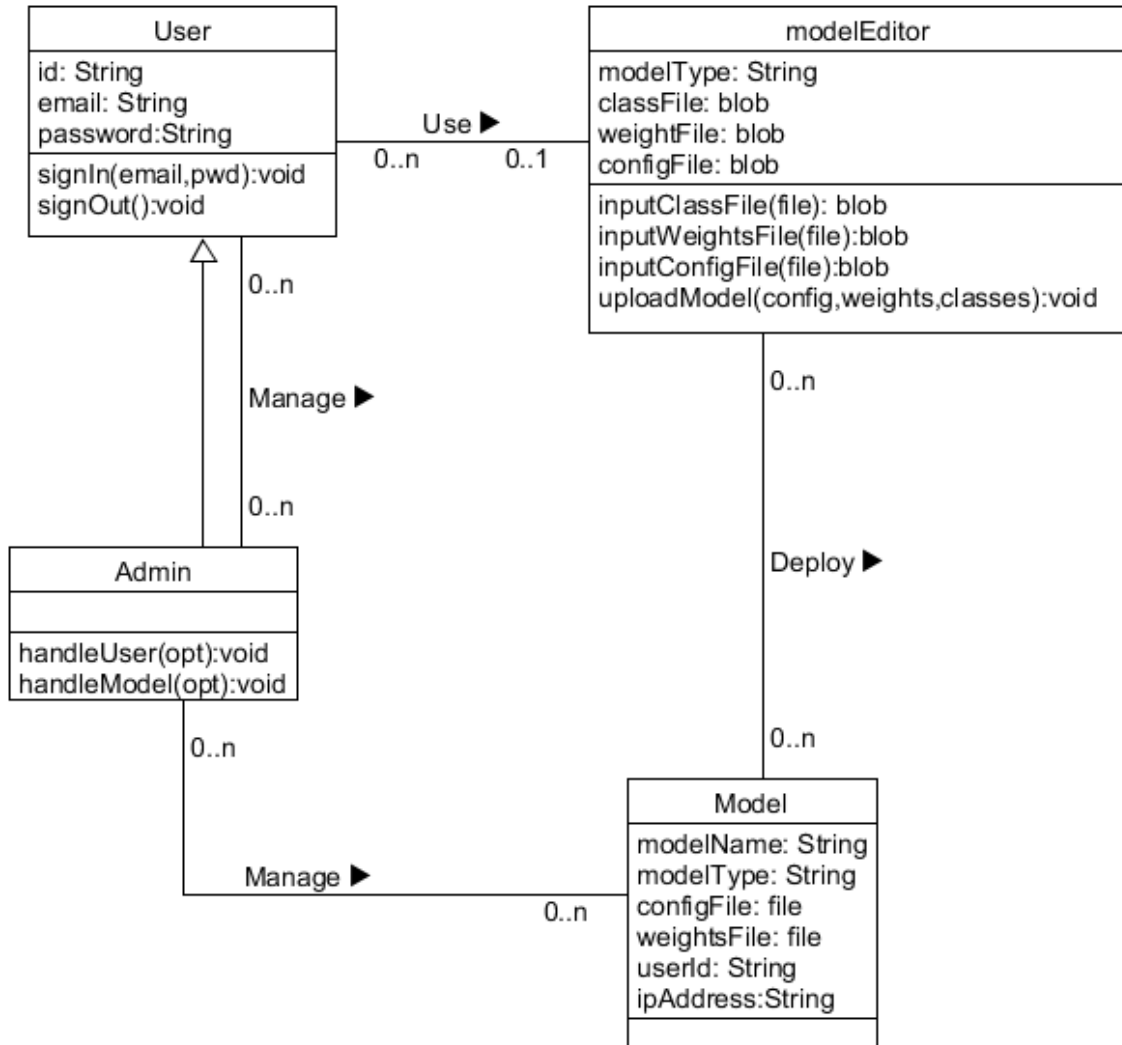 User
id: String
email: String
password:String
signIn(email,pwd):void
signOut():void
Use ▶
0..n
0..1
modelEditor
modelType: String
classFile: blob
weightFile: blob
configFile: blob
inputClassFile(file): blob
inputWeightsFile(file):blob
inputConfigFile(file):blob
uploadModel(config,weights,classes):void
0..n
Manage ▶
0..n
0..n
Deploy ▶
0..n
Admin
handleUser(opt):void
handleModel(opt):void
0..n
Manage ▶
0..n
Model
modelName: String
modelType: String
configFile: file
weightsFile: file
userId: String
ipAddress:String